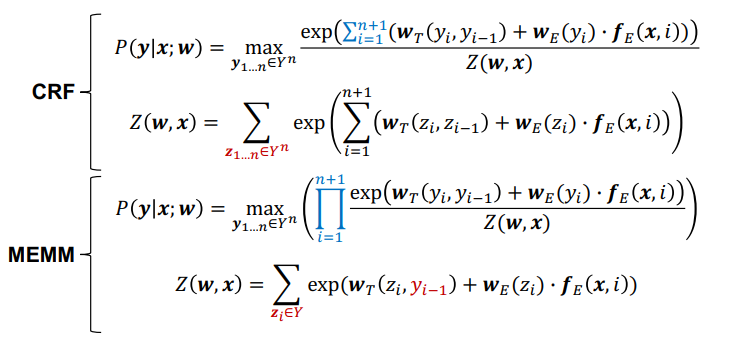 CRF
P(y|x; w) = max_{y_{1…n}∈Y^n} exp(∑_{i=1}^{n+1}(w_T(y_i, y_{i−1}) + w_E(y_i) · f_E(x, i))) / Z(w, x)
Z(w, x) = ∑_{z_{1…n}∈Y^n} exp(∑_{i=1}^{n+1}(w_T(z_i, z_{i−1}) + w_E(z_i) · f_E(x, i)))
MEMM
P(y|x; w) = max_{y_{1…n}∈Y^n} (∏_{i=1}^{n+1} exp(w_T(y_i, y_{i−1}) + w_E(y_i) · f_E(x, i)) / Z(w, x))
Z(w, x) = ∑_{z_i∈Y} exp(w_T(z_i, y_{i−1}) + w_E(z_i) · f_E(x, i))